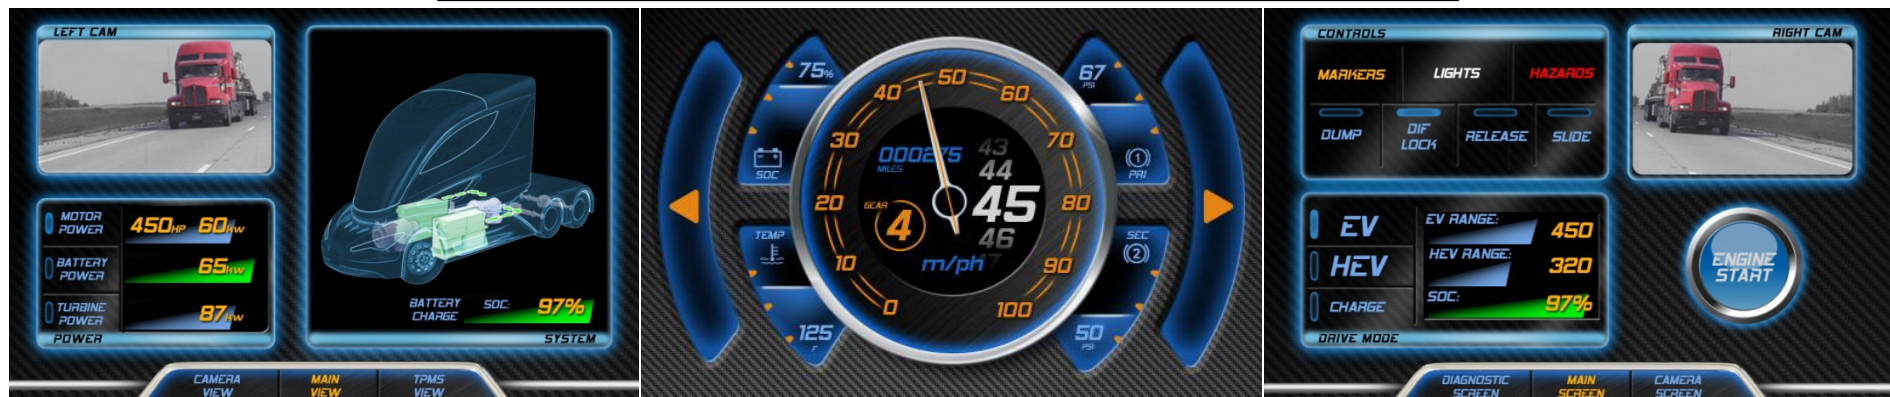 LEFT CAM
MOTOR POWER 450HP 60kw
BATTERY POWER 65kw
TURBINE POWER 87kw
POWER
BATTERY CHARGE SOC: 97%
SYSTEM
CAMERA VIEW
MAIN VIEW
TPMS VIEW
75%
SOC
TEMP
125
F
0
10
20
30
40
50
60
70
80
90
100
000275
MILES
GEAR
4
43
44
45
46
47
m/ph
67
PSI
1
PRI
SEC
2
50
PSI
CONTROLS
MARKERS LIGHTS HAZARDS
DUMP
DIF LOCK
RELEASE
SLIDE
RIGHT CAM
EV
HEV
CHARGE
EV RANGE: 450
HEV RANGE: 320
SOC: 97%
DRIVE MODE
ENGINE
START
DIAGNOSTIC SCREEN
MAIN SCREEN
CAMERA SCREEN